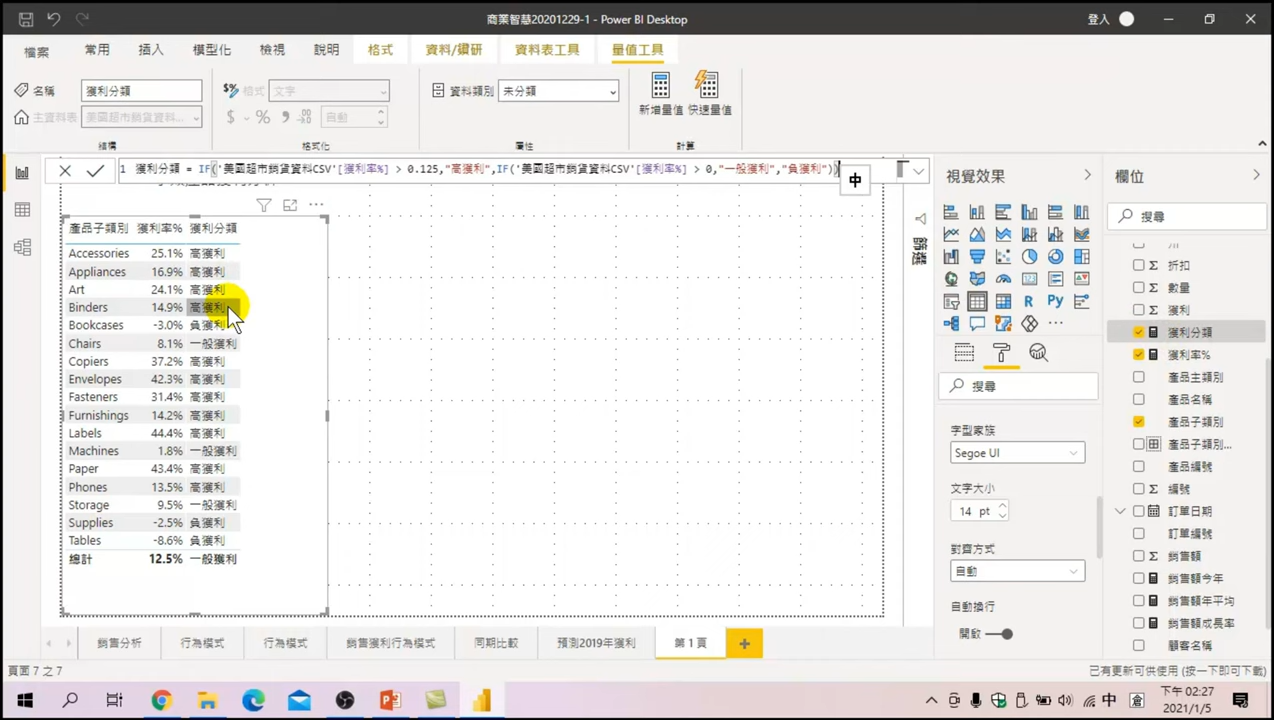 商業智慧20201229-1 - Power BI Desktop
登入
檔案 常用 插入 模型化 檢視 說明 格式 資料/鑽研 資料表工具 量值工具
名稱 獲利分類
格式 文字
資料類別 未分類
主資料表 美國超市銷貨資料...
$ % 自動
新增量值 快速量值
結構 格式化 屬性 計算
1 獲利分類 = IF('美國超市銷貨資料CSV'[獲利率%] > 0.125,"高獲利",IF('美國超市銷貨資料CSV'[獲利率%] > 0,"一般獲利","負獲利"))
中
產品子類別 獲利率% 獲利分類
Accessories 25.1% 高獲利
Appliances 16.9% 高獲利
Art 24.1% 高獲利
Binders 14.9% 高獲利
Bookcases -3.0% 負獲利
Chairs 8.1% 一般獲利
Copiers 37.2% 高獲利
Envelopes 42.3% 高獲利
Fasteners 31.4% 高獲利
Furnishings 14.2% 高獲利
Labels 44.4% 高獲利
Machines 1.8% 一般獲利
Paper 43.4% 高獲利
Phones 13.5% 高獲利
Storage 9.5% 一般獲利
Supplies -2.5% 負獲利
Tables -8.6% 負獲利
總計 12.5% 一般獲利
篩選
視覺效果
R Py
搜尋
字型家族
Segoe UI
文字大小
14 pt
對齊方式
自動
自動換行
開啟
欄位
搜尋
折扣
數量
獲利
獲利分類
獲利率%
產品主類別
產品名稱
產品子類別
產品子類別...
產品編號
編號
訂單日期
訂單編號
銷售額
銷售額今年
銷售額年平均
銷售額成長率
顧客名稱
銷售分析 行為模式 行為模式 銷售獲利行為模式 同期比較 預測2019年獲利 第 1 頁
頁面 7 之 7
已有更新可供使用 (按一下即可下載)
中 倉
下午 02:27
2021/1/5